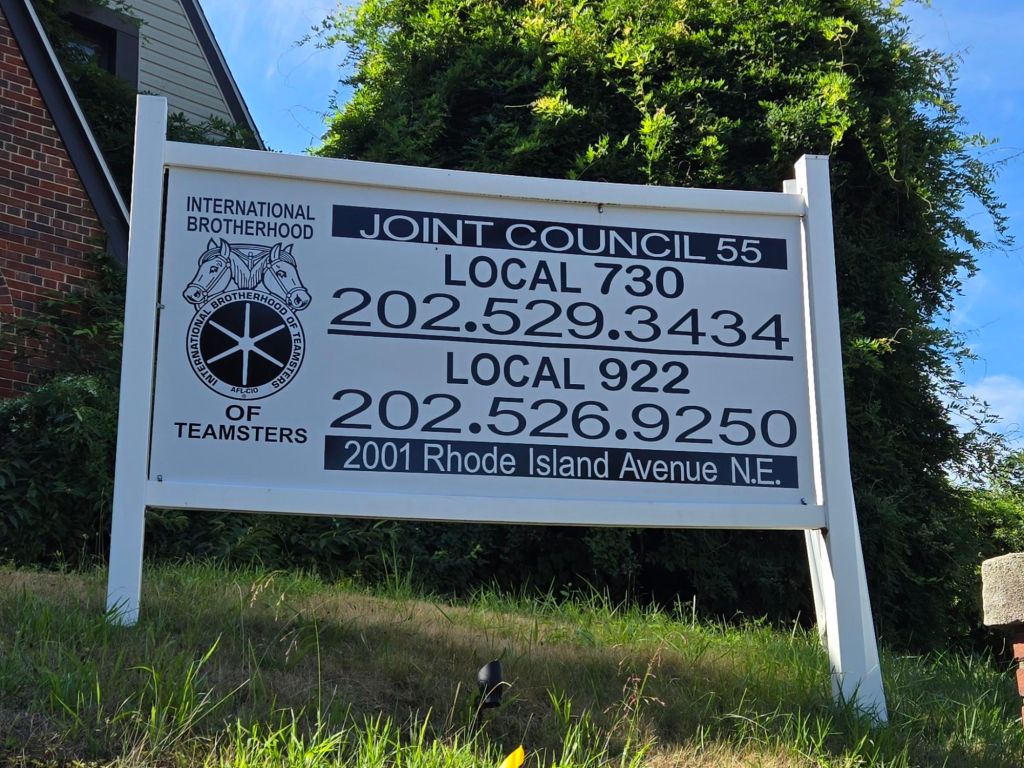 INTERNATIONAL
BROTHERHOOD
INTERNATIONAL BROTHERHOOD OF TEAMSTERS
AFL-CIO
®
OF
TEAMSTERS
JOINT COUNCIL 55
LOCAL 730
202.529.3434
LOCAL 922
202.526.9250
2001 Rhode Island Avenue N.E.